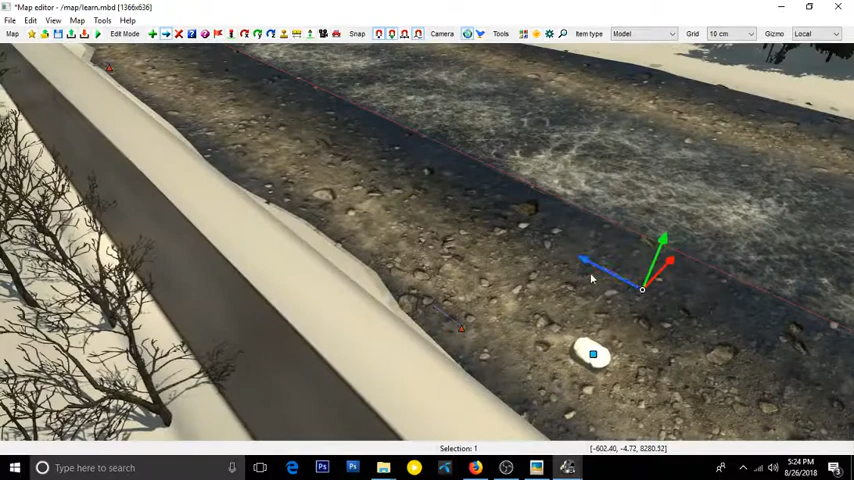 *Map editor - /map/learn.mbd [1366x636]
Edit View Map Tools Help
Map Edit Mode Snap Camera Tools Item type Model Grid 10 cm Gizmo Local
Selection: 1 [-602.40, -4.72, 8280.52]
Type here to search
5:24 PM
8/26/2018